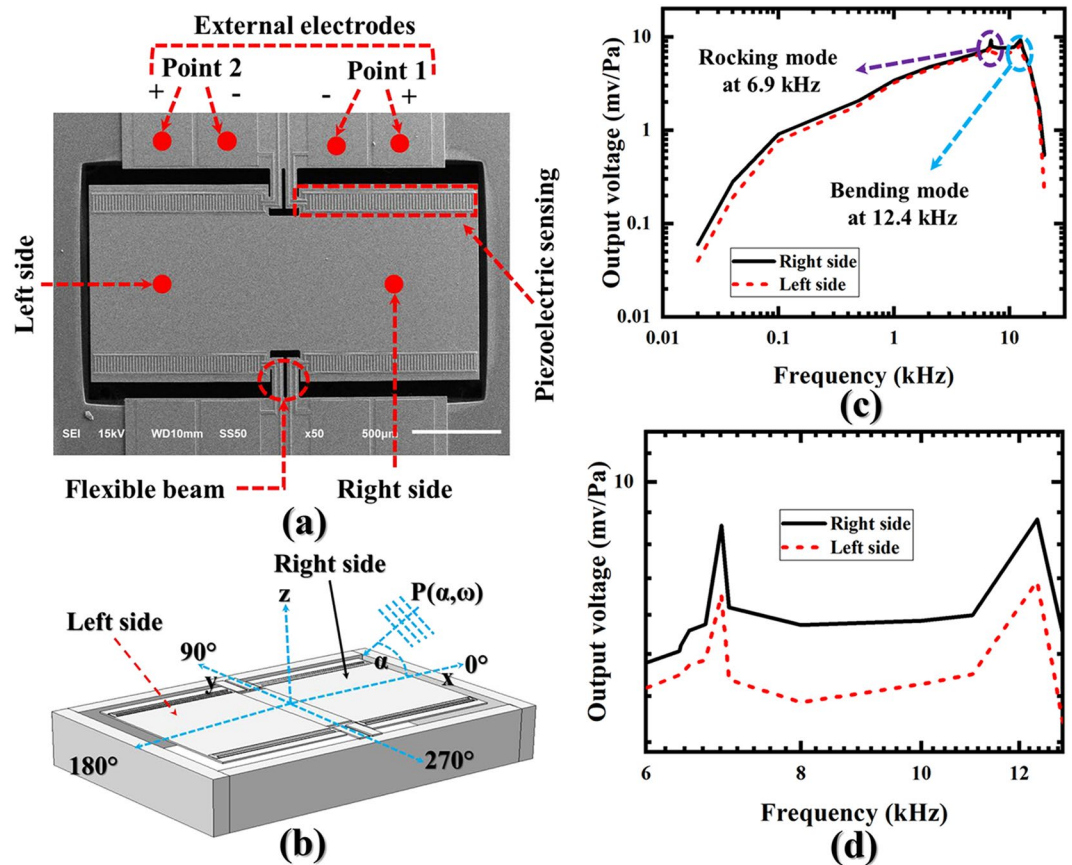 External electrodes
Point 2
Point 1
+ - - +
Left side
Piezoelectric sensing
SEI 15kV WD10mm SS50 x50 500μm
Flexible beam
Right side
(a)
Right side
z
P(α,ω)
Left side
90°
y
α
0°
x
180°
270°
(b)
Output voltage (mv/Pa)
10
1
0.1
0.01
Rocking mode
at 6.9 kHz
Bending mode
at 12.4 kHz
Right side
Left side
0.01 0.1 1 10
Frequency (kHz)
(c)
Output voltage (mv/Pa)
10
Right side
Left side
6 8 10 12
Frequency (kHz)
(d)